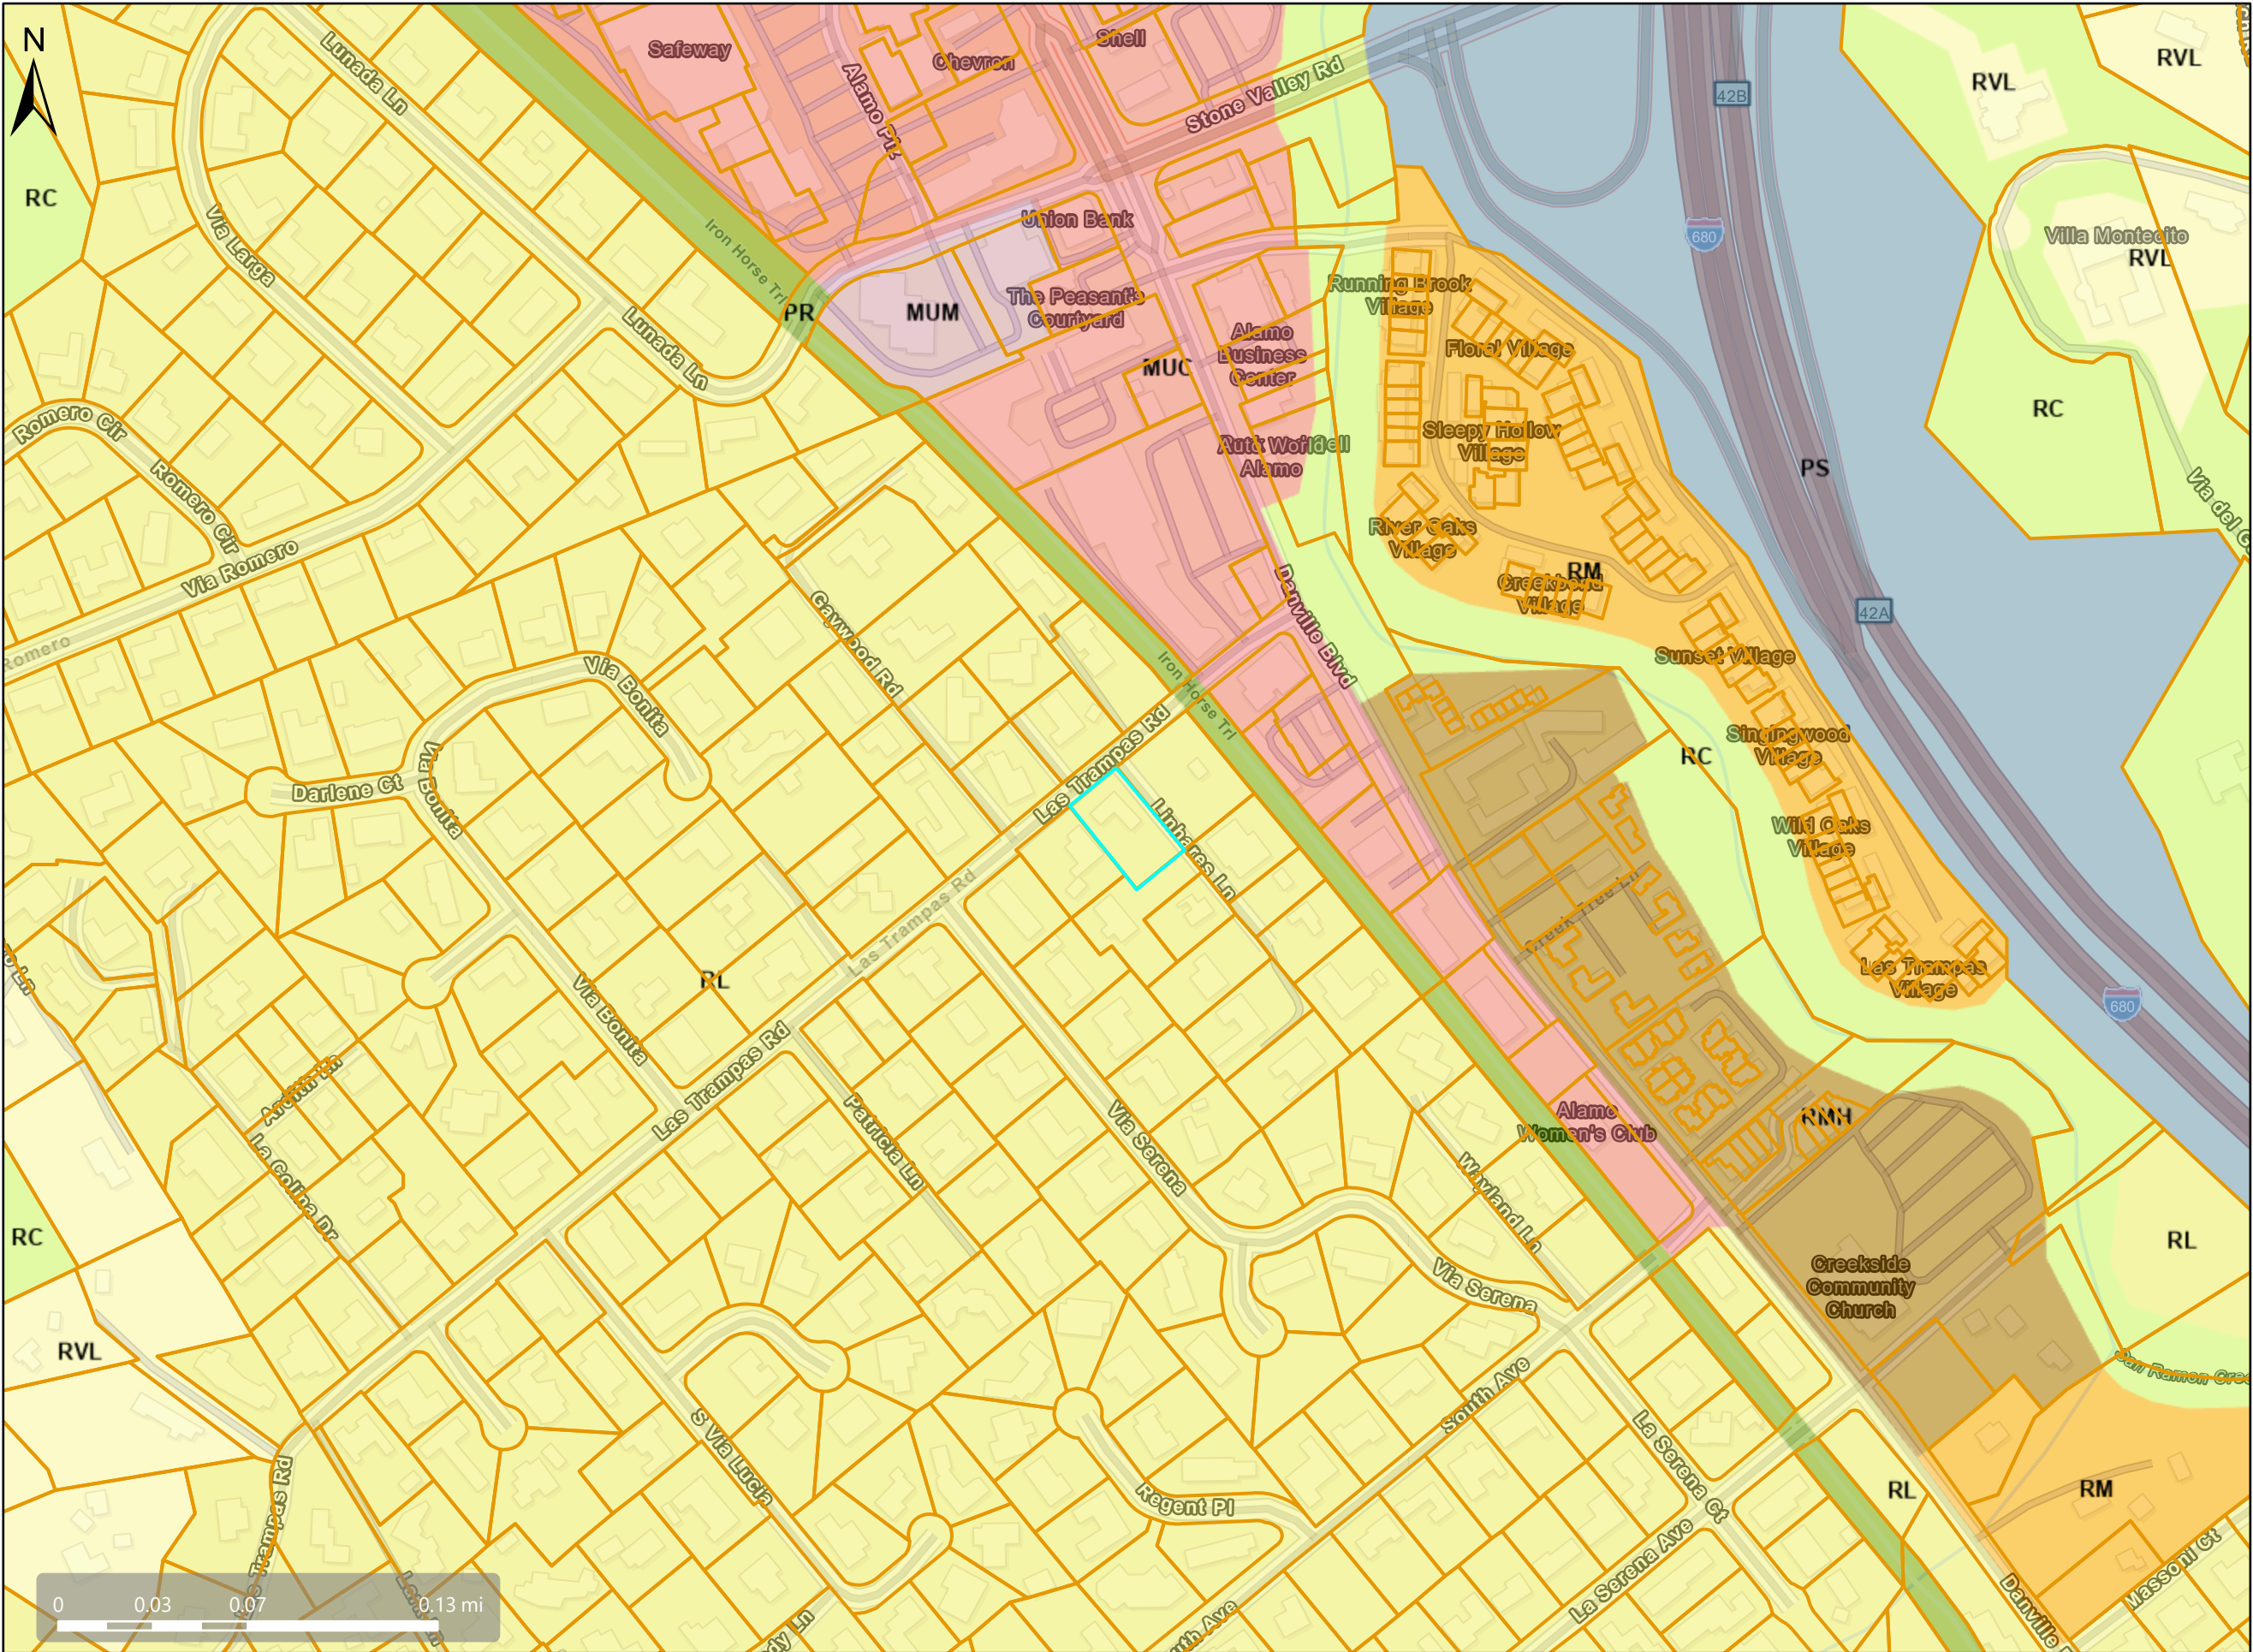 N
Safeway
Chevron
Shell
Alamo Plz
Stone Valley Rd
42B
RVL
RVL
Lunada Ln
RC
Via Larga
Iron Horse Trl
Union Bank
680
Villa Montecito
RVL
PR
MUM
The Peasant's
Courtyard
Running Brook
Village
Lunada Ln
Alamo
Business
Center
Floral Village
MUC
RC
Romero Cir
Romero Cir
Sleepy Hollow
Village
Alamo
PS
River Oaks
Village
Via Romero
Romero
Danville Blvd
RM
Creekbend
Village
42A
Gaywood Rd
Via Bonita
Iron Horse Trl
Sunset Village
Las Trampas Rd
RC
Singingwood
Village
Darlene Ct
Via Bonita
Linhares Ln
Wild Oaks
Village
Las Trampas Rd
Las Trampas
Village
RL
680
Via Bonita
Las Trampas Rd
La Colina Dr
Patricia Ln
Via Serena
Alamo
Women's Club
RMH
Wayland Ln
RC
RL
Creekside
Community
Church
Via Serena
RVL
South Ave
S Via Lucia
La Serena Ct
Regent Pl
RL
RM
Las Trampas Rd
La Serena Ave
Massoni Ct
0
0.03
0.07
0.13 mi